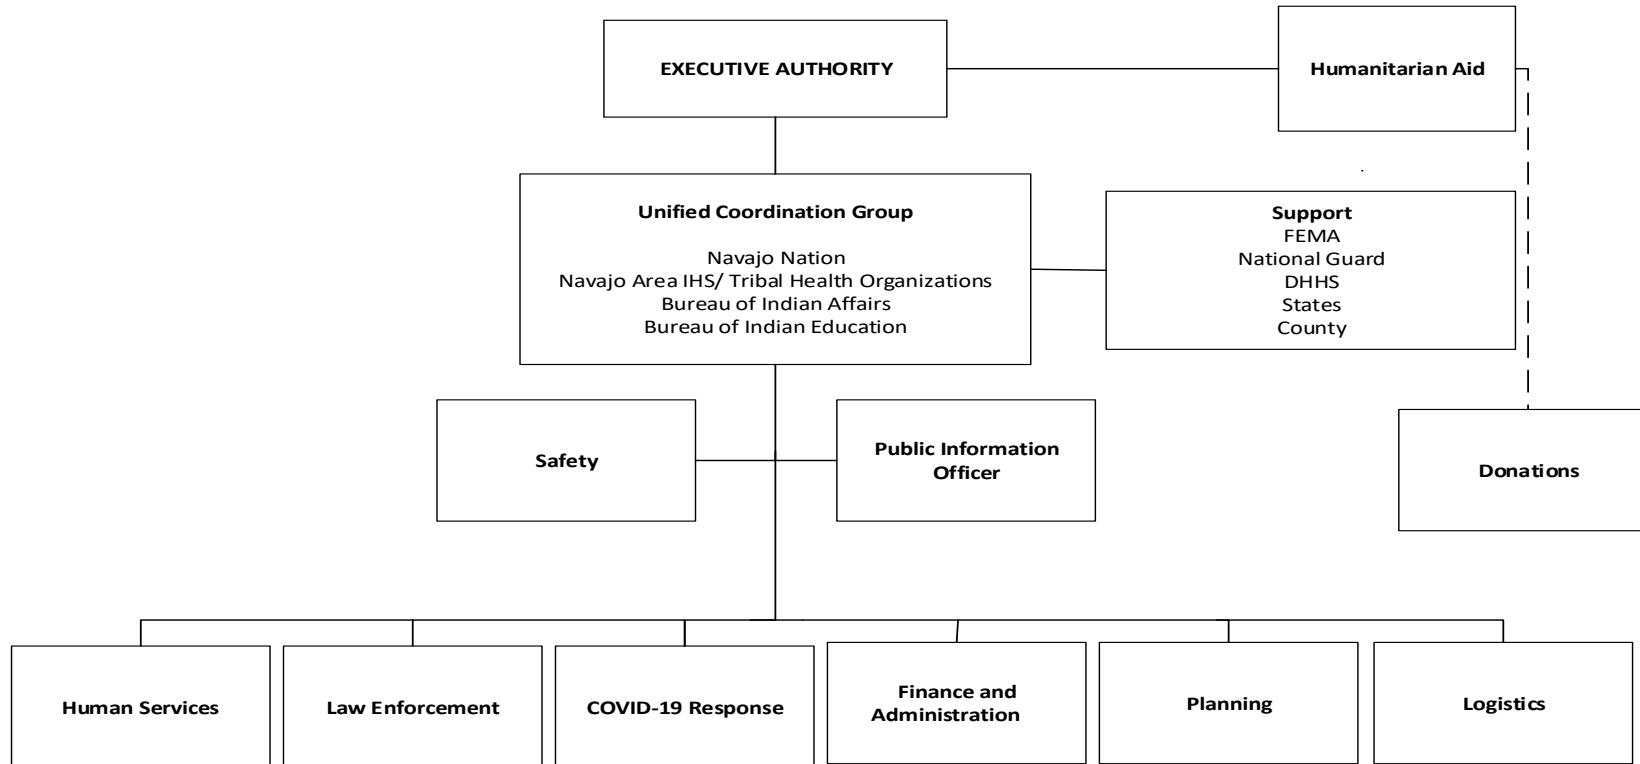 EXECUTIVE AUTHORITY
Humanitarian Aid
Unified Coordination Group
Navajo Nation
Navajo Area IHS/ Tribal Health Organizations
Bureau of Indian Affairs
Bureau of Indian Education
Support
FEMA
National Guard
DHHS
States
County
Safety
Public Information
Officer
Donations
Human Services
Law Enforcement
COVID-19 Response
Finance and
Administration
Planning
Logistics